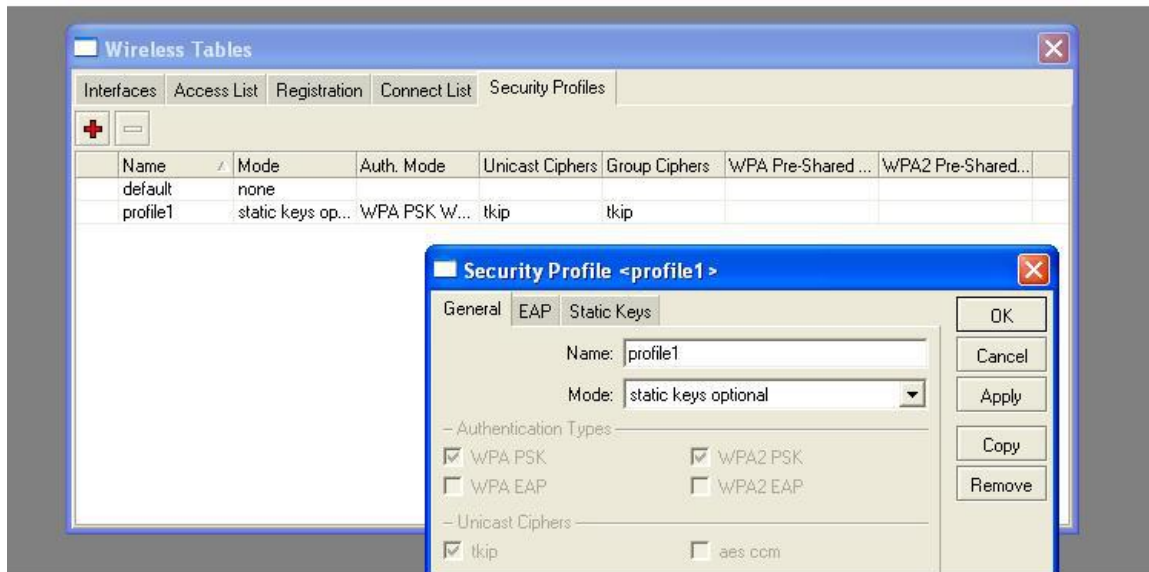 Wireless Tables
Interfaces Access List Registration Connect List Security Profiles
Name Mode Auth. Mode Unicast Ciphers Group Ciphers WPA Pre-Shared ... WPA2 Pre-Shared...
default none
profile1 static keys op... WPA PSK W... tkip tkip
Security Profile <profile1>
General EAP Static Keys
OK
Name: profile1
Cancel
Mode: static keys optional
Apply
Authentication Types
Copy
WPA PSK WPA2 PSK
WPA EAP WPA2 EAP
Remove
Unicast Ciphers
tkip aes ccm